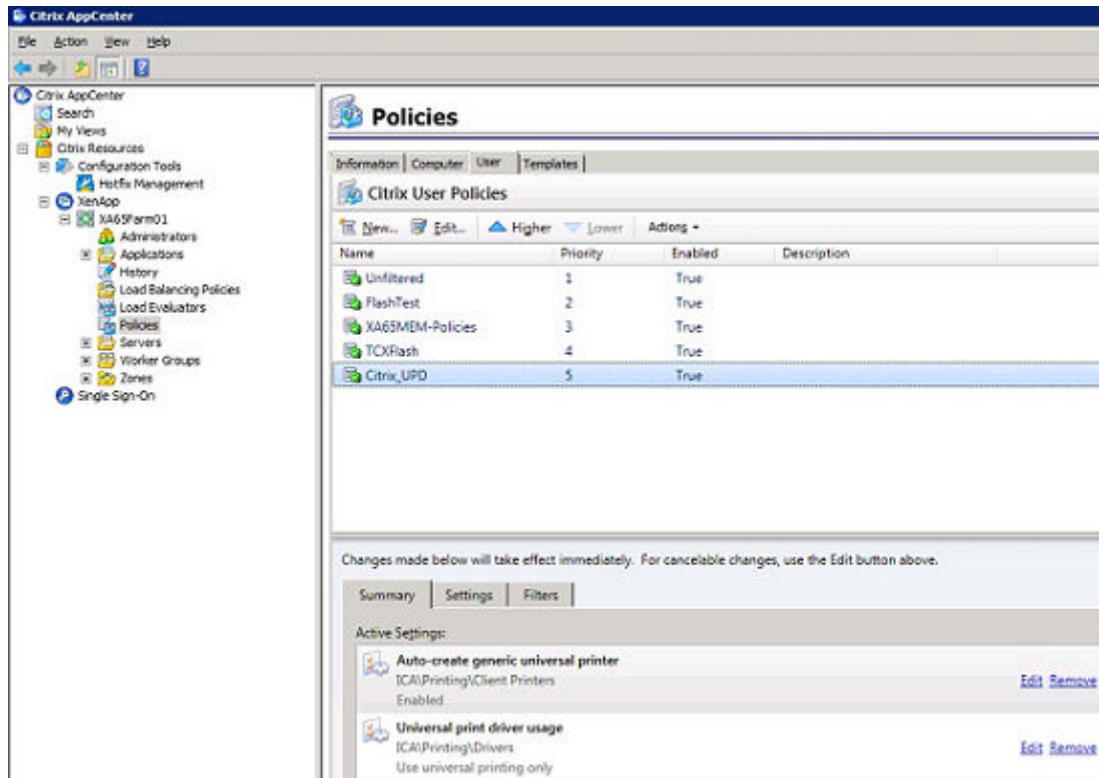 Citrix AppCenter
File Action View Help
Citrix AppCenter
Search
My Views
Citrix Resources
Configuration Tools
Hotfix Management
XenApp
XA65Farm01
Administrators
Applications
History
Load Balancing Policies
Load Evaluators
Policies
Servers
Worker Groups
Zones
Single Sign-On
Policies
Information Computer User Templates
Citrix User Policies
New... Edit... Higher Lower Actions
Name Priority Enabled Description
Unfiltered 1 True
FlashTest 2 True
XA65MEM-Policies 3 True
TCXFlash 4 True
Citrix_UPD 5 True
Changes made below will take effect immediately. For cancelable changes, use the Edit button above.
Summary Settings Filters
Active Settings:
Auto-create generic universal printer
ICA\Printing\Client Printers Edit Remove
Enabled
Universal print driver usage
ICA\Printing\Drivers Edit Remove
Use universal printing only